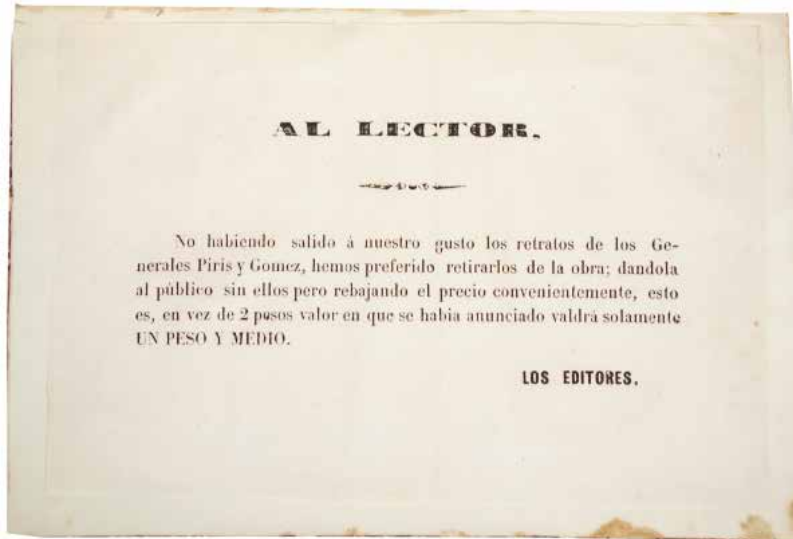 AL LECTOR.
No habiendo salido á nuestro gusto los retratos de los Ge-
nerales Piris y Gomez, hemos preferido retirarlos de la obra; dandola
al público sin ellos pero rebajando el precio convenientemente, esto
es, en vez de 2 pesos valor en que se habia anunciado valdrá solamente
UN PESO Y MEDIO.
LOS EDITORES.